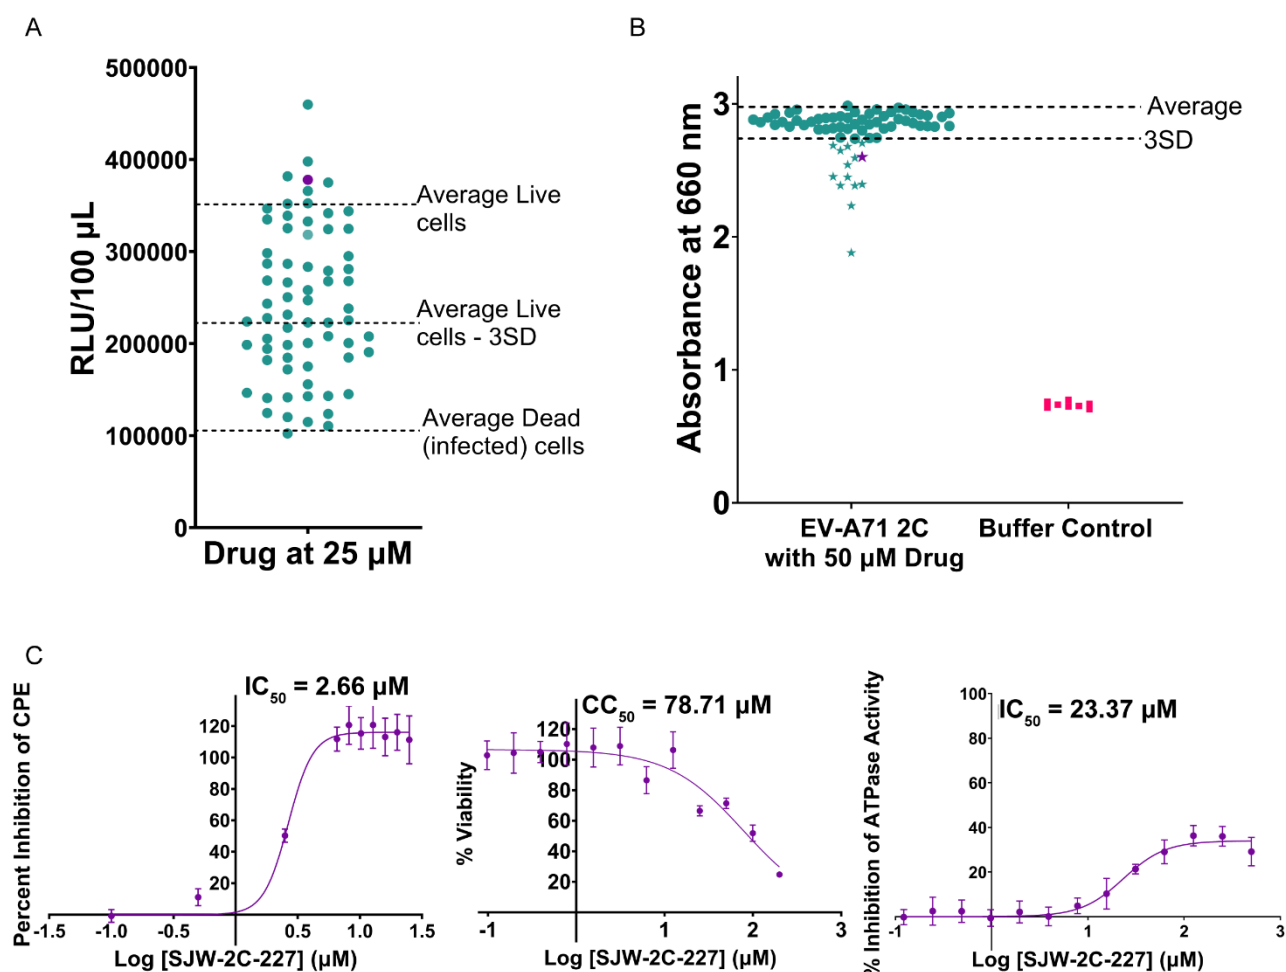 A
500000
400000
300000
200000
100000
0
RLU/100 µL
Average Live
cells
Average Live
cells - 3SD
Average Dead
(infected) cells
Drug at 25 µM
B
3
2
1
0
Absorbance at 660 nm
Average
3SD
EV-A71 2C
with 50 µM Drug
Buffer Control
C
Percent Inhibition of CPE
IC50 = 2.66 µM
120
100
80
60
40
20
-1.0
-0.5
0.5
1.0
1.5
Log [SJW-2C-227] (µM)
% Viability
CC50 = 78.71 µM
120
100
80
60
40
20
-1
1
2
3
Log [SJW-2C-227] (µM)
% Inhibition of ATPase Activity
IC50 = 23.37 µM
100
80
60
40
20
-1
1
2
3
Log [SJW-2C-227] (µM)